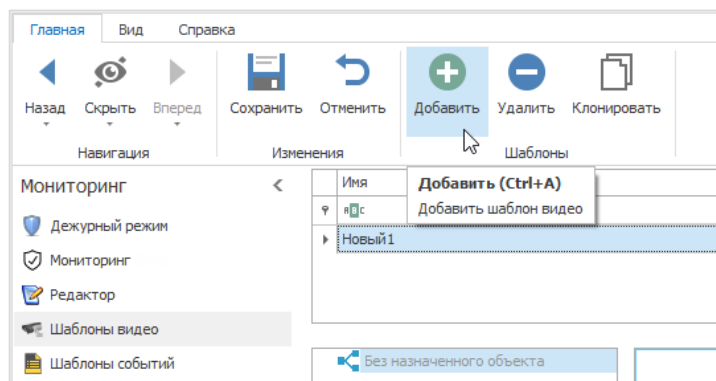 Главная Вид Справка
Назад Скрыть Вперед Сохранить Отменить Добавить Удалить Клонировать
Навигация Изменения Шаблоны
Мониторинг
Имя
Добавить (Ctrl+A)
Добавить шаблон видео
Дежурный режим
Новый1
Мониторинг
Редактор
Шаблоны видео
Шаблоны событий
Без назначенного объекта